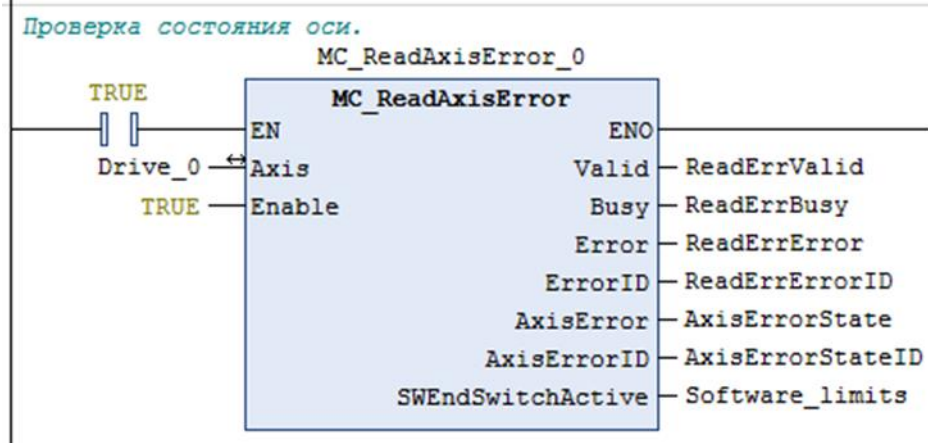 Проверка состояния оси.
MC_ReadAxisError_0
TRUE
MC_ReadAxisError
EN ENO
Drive_0 Axis Valid ReadErrValid
TRUE Enable Busy ReadErrBusy
Error ReadErrError
ErrorID ReadErrErrorID
AxisError AxisErrorState
AxisErrorID AxisErrorStateID
SWEndSwitchActive Software_limits